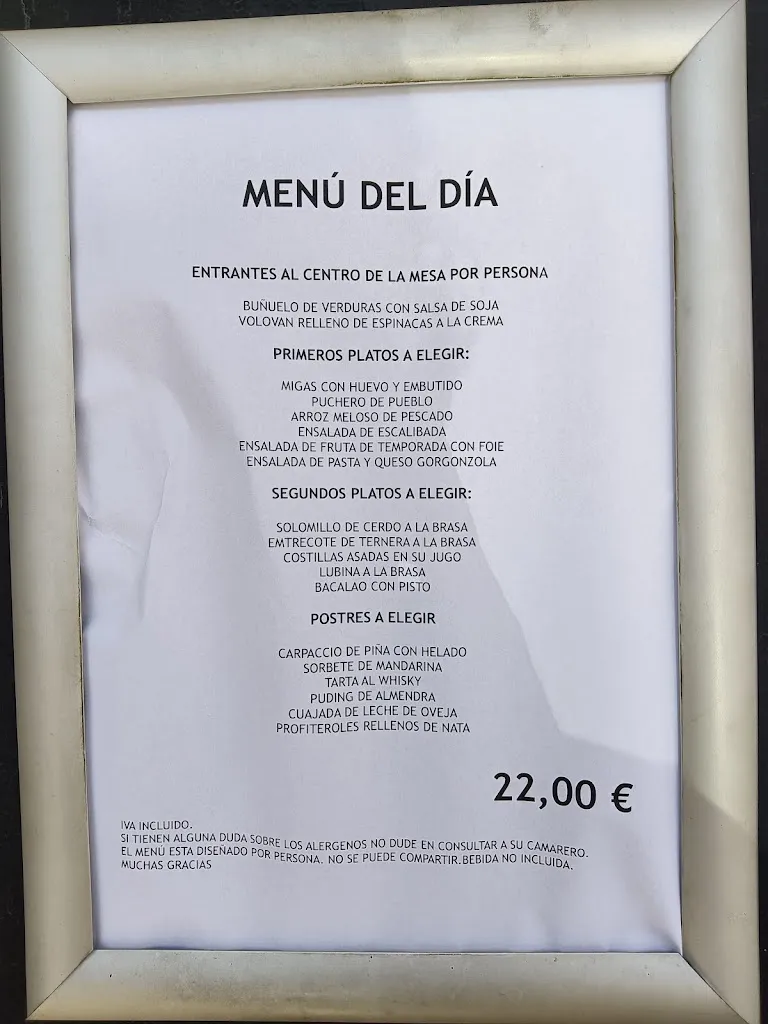 MENÚ DEL DÍA
ENTRANTES AL CENTRO DE LA MESA POR PERSONA
BUÑUELO DE VERDURAS CON SALSA DE SOJA
VOLOVAN RELLENO DE ESPINACAS A LA CREMA
PRIMEROS PLATOS A ELEGIR:
MIGAS CON HUEVO Y EMBUTIDO
PUCHERO DE PUEBLO
ARROZ MELOSO DE PESCADO
ENSALADA DE ESCALIBADA
ENSALADA DE FRUTA DE TEMPORADA CON FOIE
ENSALADA DE PASTA Y QUESO GORGONZOLA
SEGUNDOS PLATOS A ELEGIR:
SOLOMILLO DE CERDO A LA BRASA
EMTRECOTE DE TERNERA A LA BRASA
COSTILLAS ASADAS EN SU JUGO
LUBINA A LA BRASA
BACALAO CON PISTO
POSTRES A ELEGIR
CARPACCIO DE PIÑA CON HELADO
SORBETE DE MANDARINA
TARTA AL WHISKY
PUDING DE ALMENDRA
CUAJADA DE LECHE DE OVEJA
PROFITEROLES RELLENOS DE NATA
22,00 €
IVA INCLUIDO.
SI TIENEN ALGUNA DUDA SOBRE LOS ALERGENOS NO DUDE EN CONSULTAR A SU CAMARERO.
EL MENÚ ESTA DISEÑADO POR PERSONA. NO SE PUEDE COMPARTIR.BEBIDA NO INCLUIDA.
MUCHAS GRACIAS